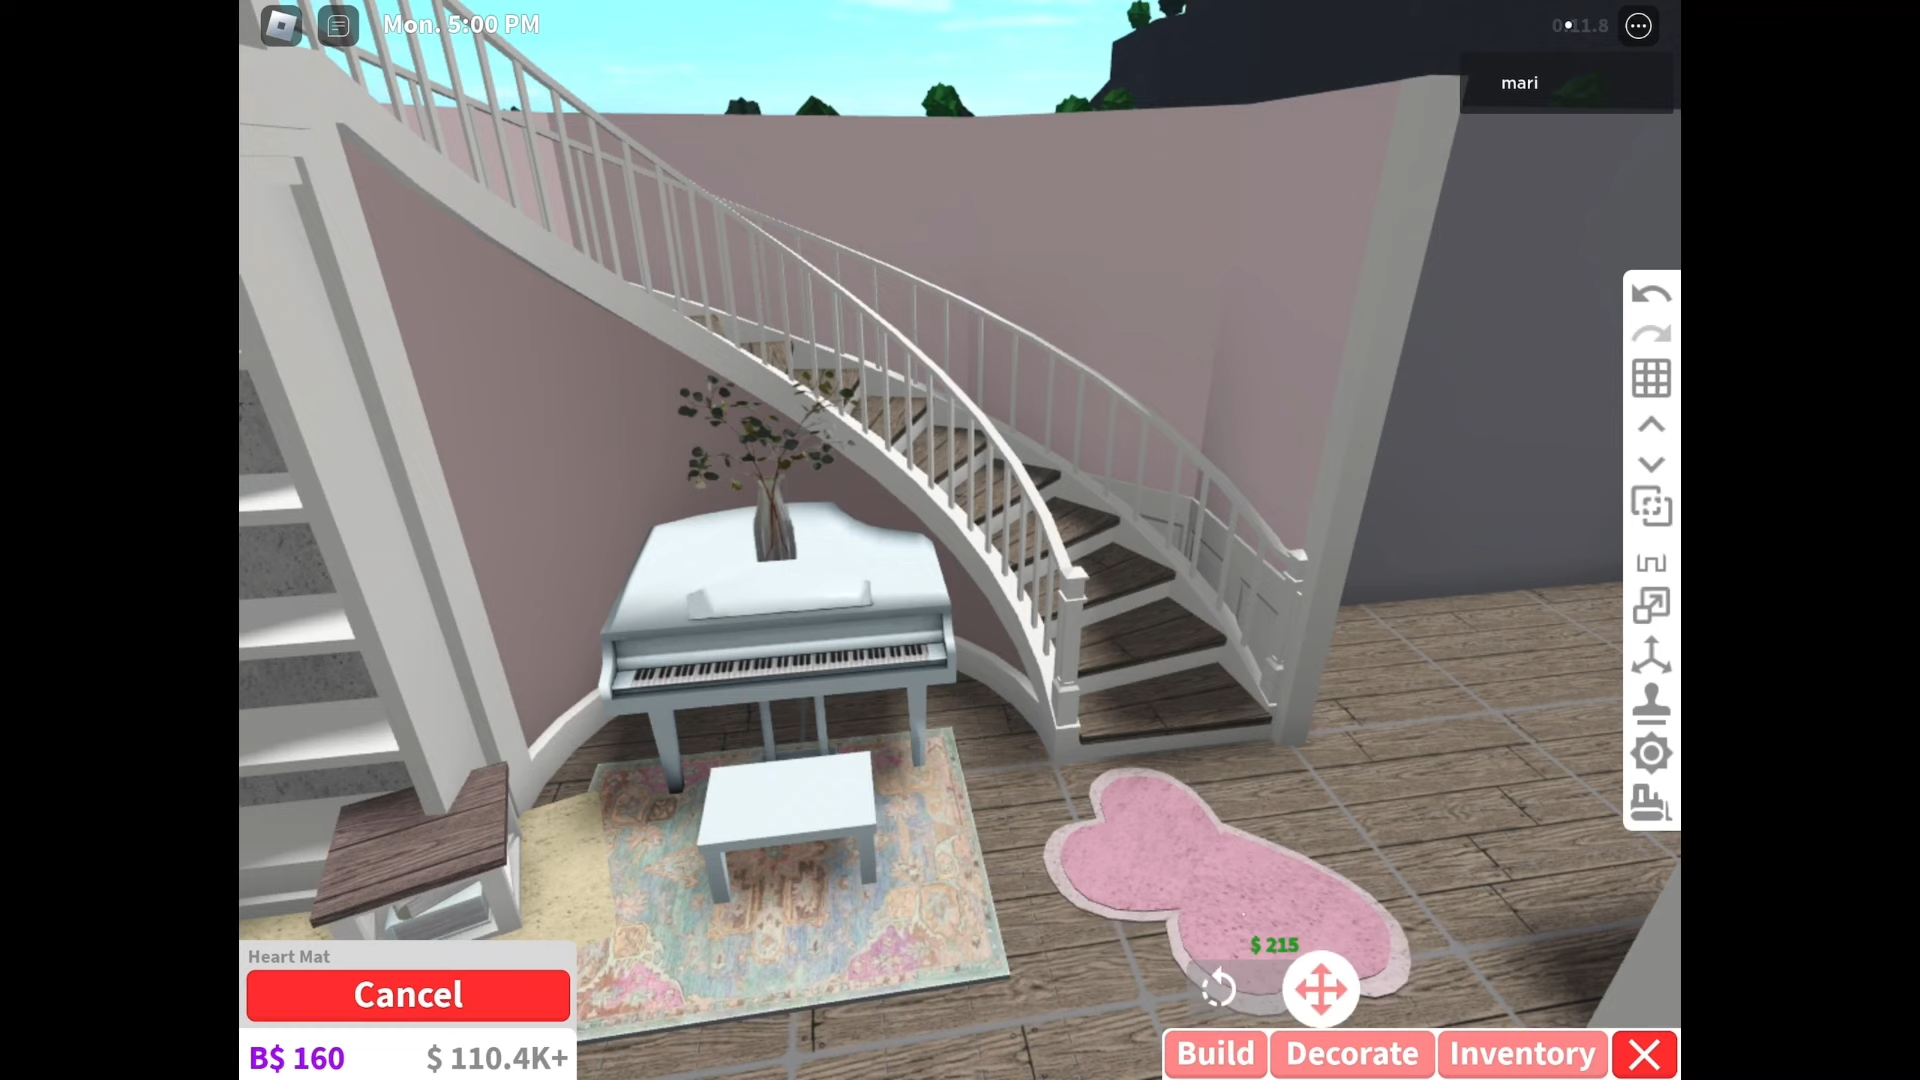 Mon. 5:00 PM
mari
$ 215
Heart Mat
Cancel
B$ 160
$ 110.4K+
Build
Decorate
Inventory